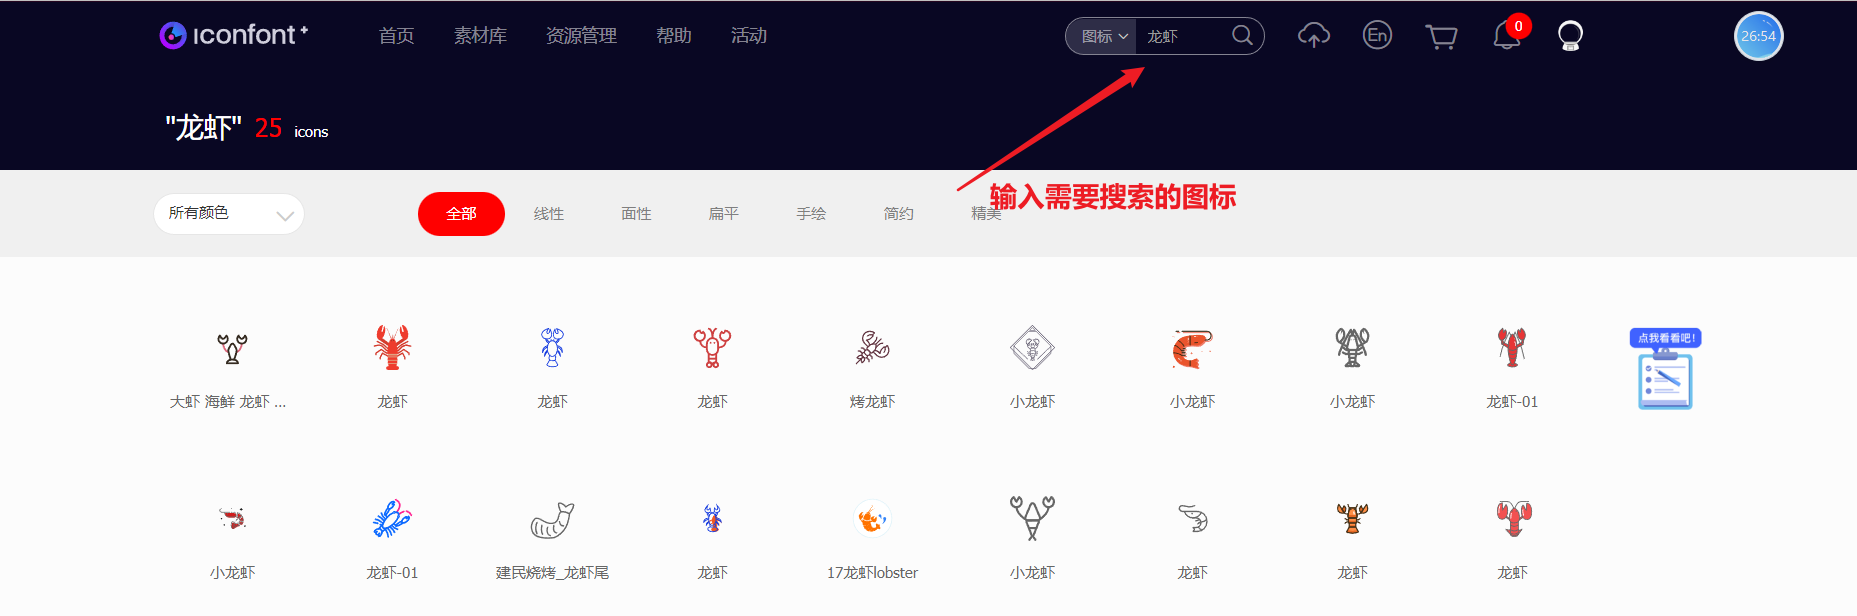 iconfont+ 首页 素材库 资源管理 帮助 活动 图标 龙虾 En 0 26:54
"龙虾" 25 icons
输入需要搜索的图标
所有颜色 全部 线性 面性 扁平 手绘 简约 精美
点我看看吧!
大虾 海鲜 龙虾 ... 龙虾 龙虾 龙虾 烤龙虾 小龙虾 小龙虾 小龙虾 龙虾-01
小龙虾 龙虾-01 建民烧烤_龙虾尾 龙虾 17龙虾lobster 小龙虾 龙虾 龙虾 龙虾